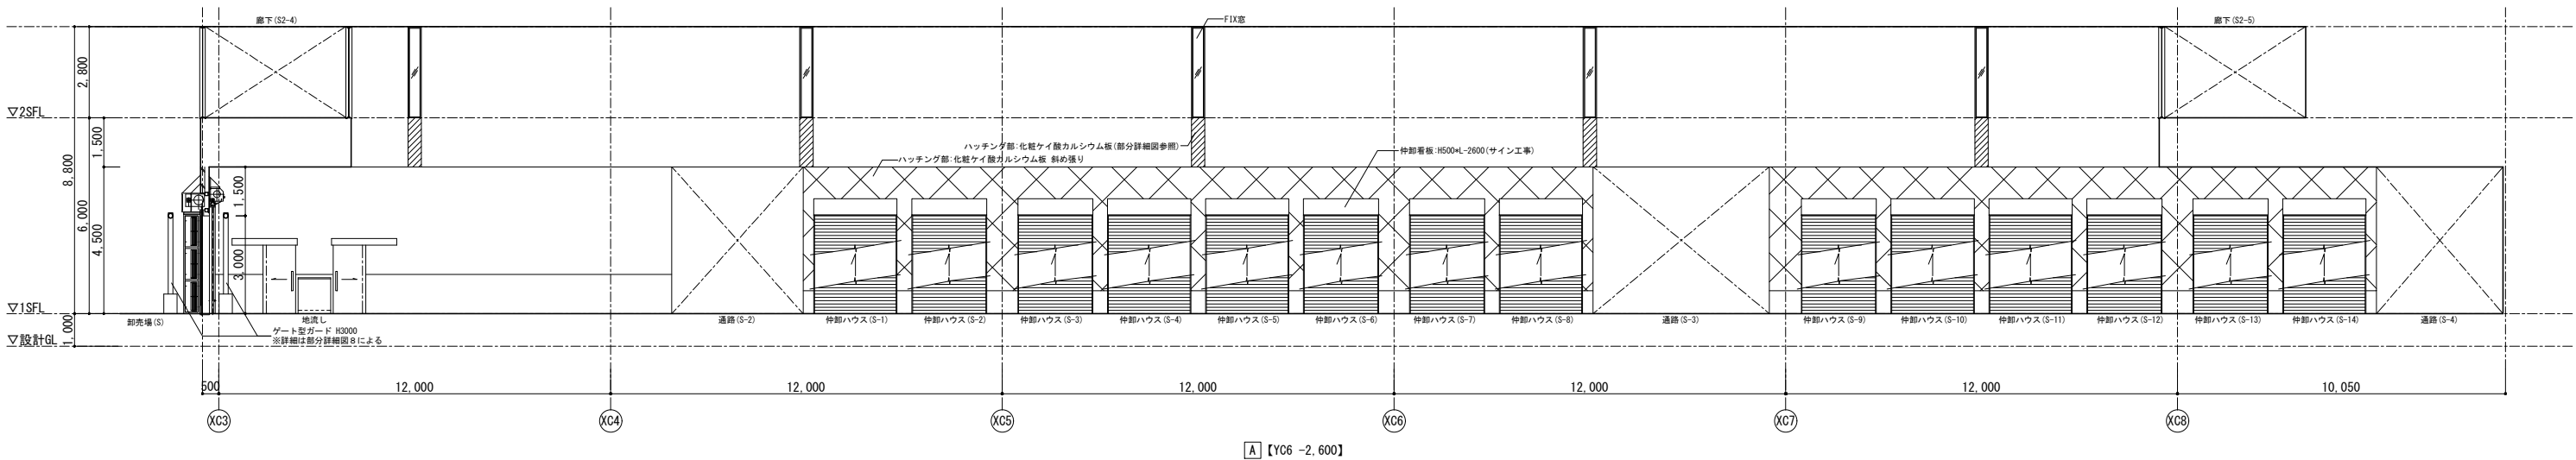 廊下(S2-4)
FIX窓
廊下(S2-5)
2,800
▽2SFL
1,500
8,800
ハッチング部:化粧ケイ酸カルシウム板(部分詳細図参照)
ハッチング部:化粧ケイ酸カルシウム板 斜め張り
仲卸看板:H500*L-2600(サイン工事)
1,500
6,000
4,500
3,000
▽1SFL
卸売場(S)
地流し
通路(S-2)
仲卸ハウス(S-1)
仲卸ハウス(S-2)
仲卸ハウス(S-3)
仲卸ハウス(S-4)
仲卸ハウス(S-5)
仲卸ハウス(S-6)
仲卸ハウス(S-7)
仲卸ハウス(S-8)
通路(S-3)
仲卸ハウス(S-9)
仲卸ハウス(S-10)
仲卸ハウス(S-11)
仲卸ハウス(S-12)
仲卸ハウス(S-13)
仲卸ハウス(S-14)
通路(S-4)
ゲート型ガード H3000
※詳細は部分詳細図8による
1,000
▽設計GL
500
12,000
12,000
12,000
12,000
12,000
10,050
XC3
XC4
XC5
XC6
XC7
XC8
A 【YC6 -2,600】